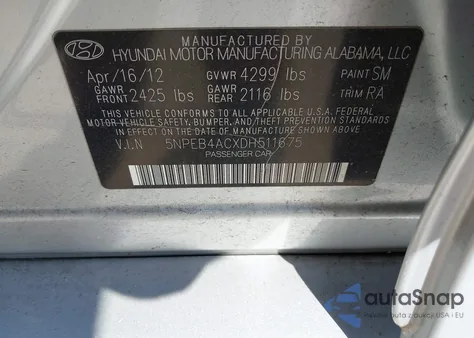 MANUFACTURED BY
HYUNDAI MOTOR MANUFACTURING ALABAMA, LLC
Apr/16/12 GVWR 4299 lbs PAINT SM
GAWR FRONT 2425 lbs GAWR REAR 2116 lbs TRIM RA
THIS VEHICLE CONFORMS TO ALL APPLICABLE U.S.A FEDERAL
MOTOR VEHICLE SAFETY, BUMPER, AND THEFT PREVENTION STANDARDS
IN EFFECT ON THE DATE OF MANUFACTURE SHOWN ABOVE.
V.I.N 5NPEB4ACXDH511675
PASSENGER CAR
autoSnap